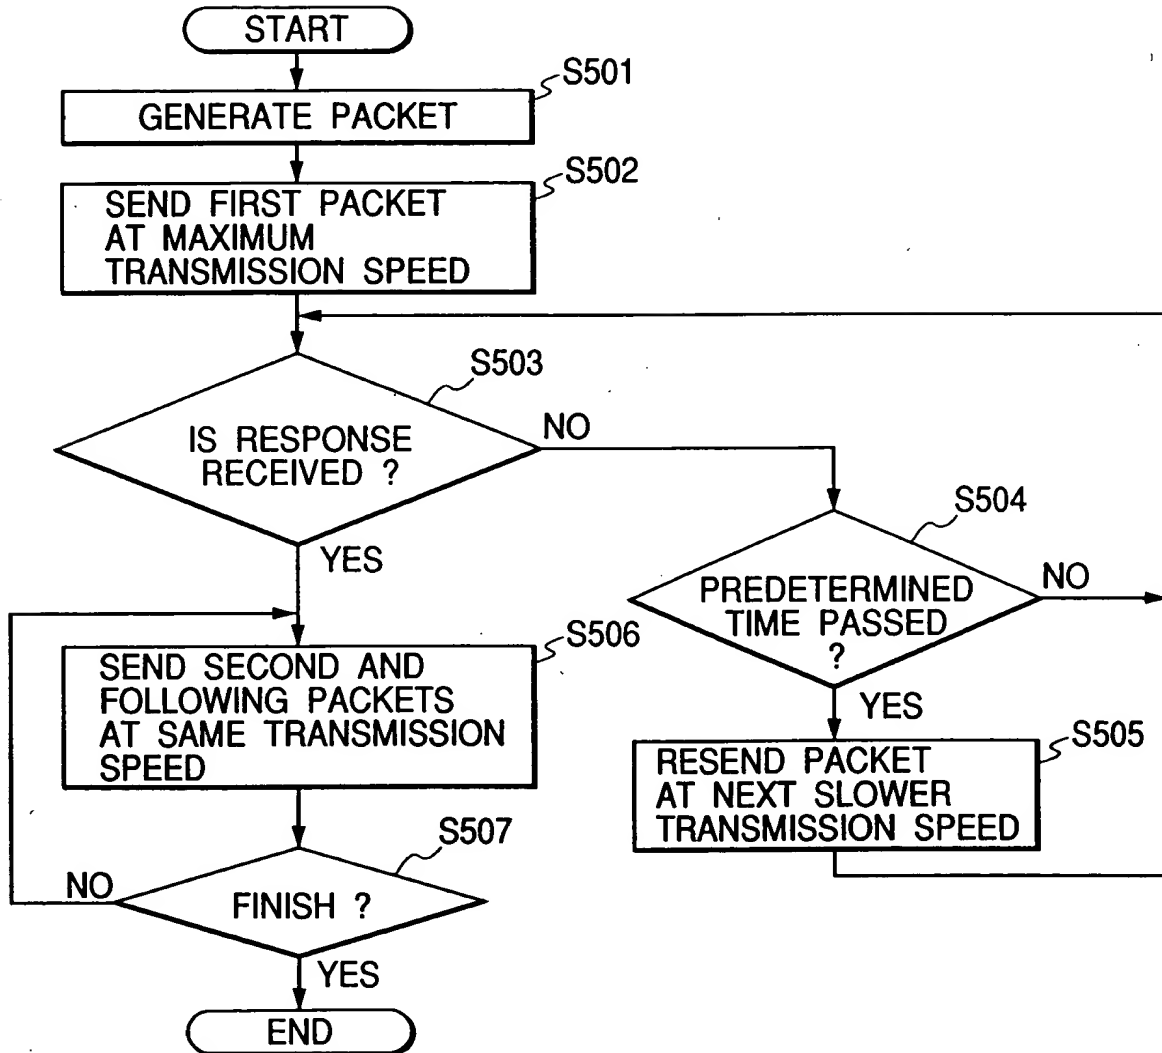 START
S501
GENERATE PACKET
S502
SEND FIRST PACKET
AT MAXIMUM
TRANSMISSION SPEED
S503
IS RESPONSE
RECEIVED ?
NO
YES
S504
PREDETERMINED
TIME PASSED
?
NO
YES
S505
RESEND PACKET
AT NEXT SLOWER
TRANSMISSION SPEED
S506
SEND SECOND AND
FOLLOWING PACKETS
AT SAME TRANSMISSION
SPEED
S507
FINISH ?
NO
YES
END